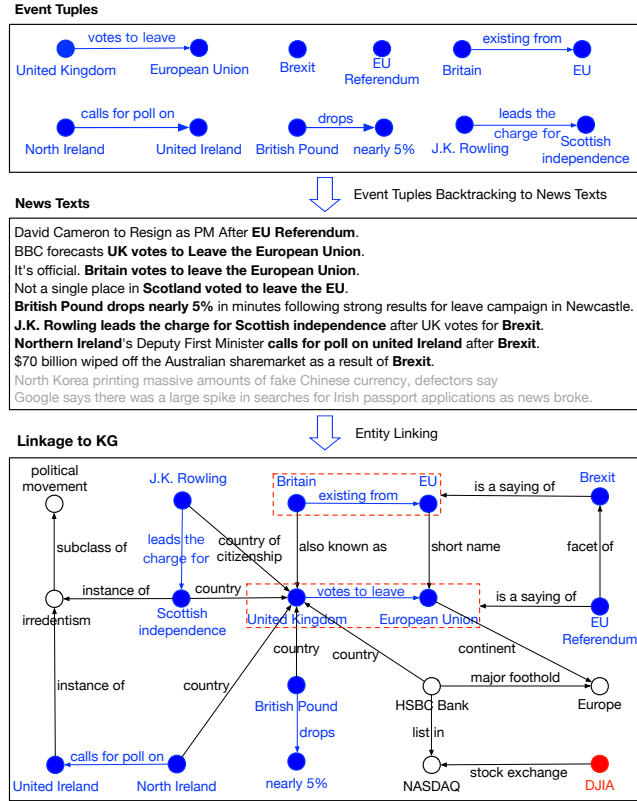 Event Tuples
votes to leave
existing from
United Kingdom
European Union
Brexit
EU
Referendum
Britain
EU
calls for poll on
drops
leads the
charge for
North Ireland
United Ireland
British Pound
nearly 5%
J.K. Rowling
Scottish
independence
Event Tuples Backtracking to News Texts
News Texts
David Cameron to Resign as PM After EU Referendum.
BBC forecasts UK votes to Leave the European Union.
It's official. Britain votes to leave the European Union.
Not a single place in Scotland voted to leave the EU.
British Pound drops nearly 5% in minutes following strong results for leave campaign in Newcastle.
J.K. Rowling leads the charge for Scottish independence after UK votes for Brexit.
Northern Ireland's Deputy First Minister calls for poll on united Ireland after Brexit.
$70 billion wiped off the Australian sharemarket as a result of Brexit.
North Korea printing massive amounts of fake Chinese currency, defectors say
Google says there was a large spike in searches for Irish passport applications as news broke.
Entity Linking
Linkage to KG
political
movement
J.K. Rowling
Britain
EU
Brexit
existing from
is a saying of
subclass of
leads the
charge for
country of
citizenship
also known as
short name
facet of
instance of
country
votes to leave
is a saying of
irredentism
Scottish
independence
United Kingdom
European Union
EU
Referendum
instance of
country
country
country
continent
British Pound
HSBC Bank
major foothold
Europe
drops
list in
calls for poll on
stock exchange
United Ireland
North Ireland
nearly 5%
NASDAQ
DJIA